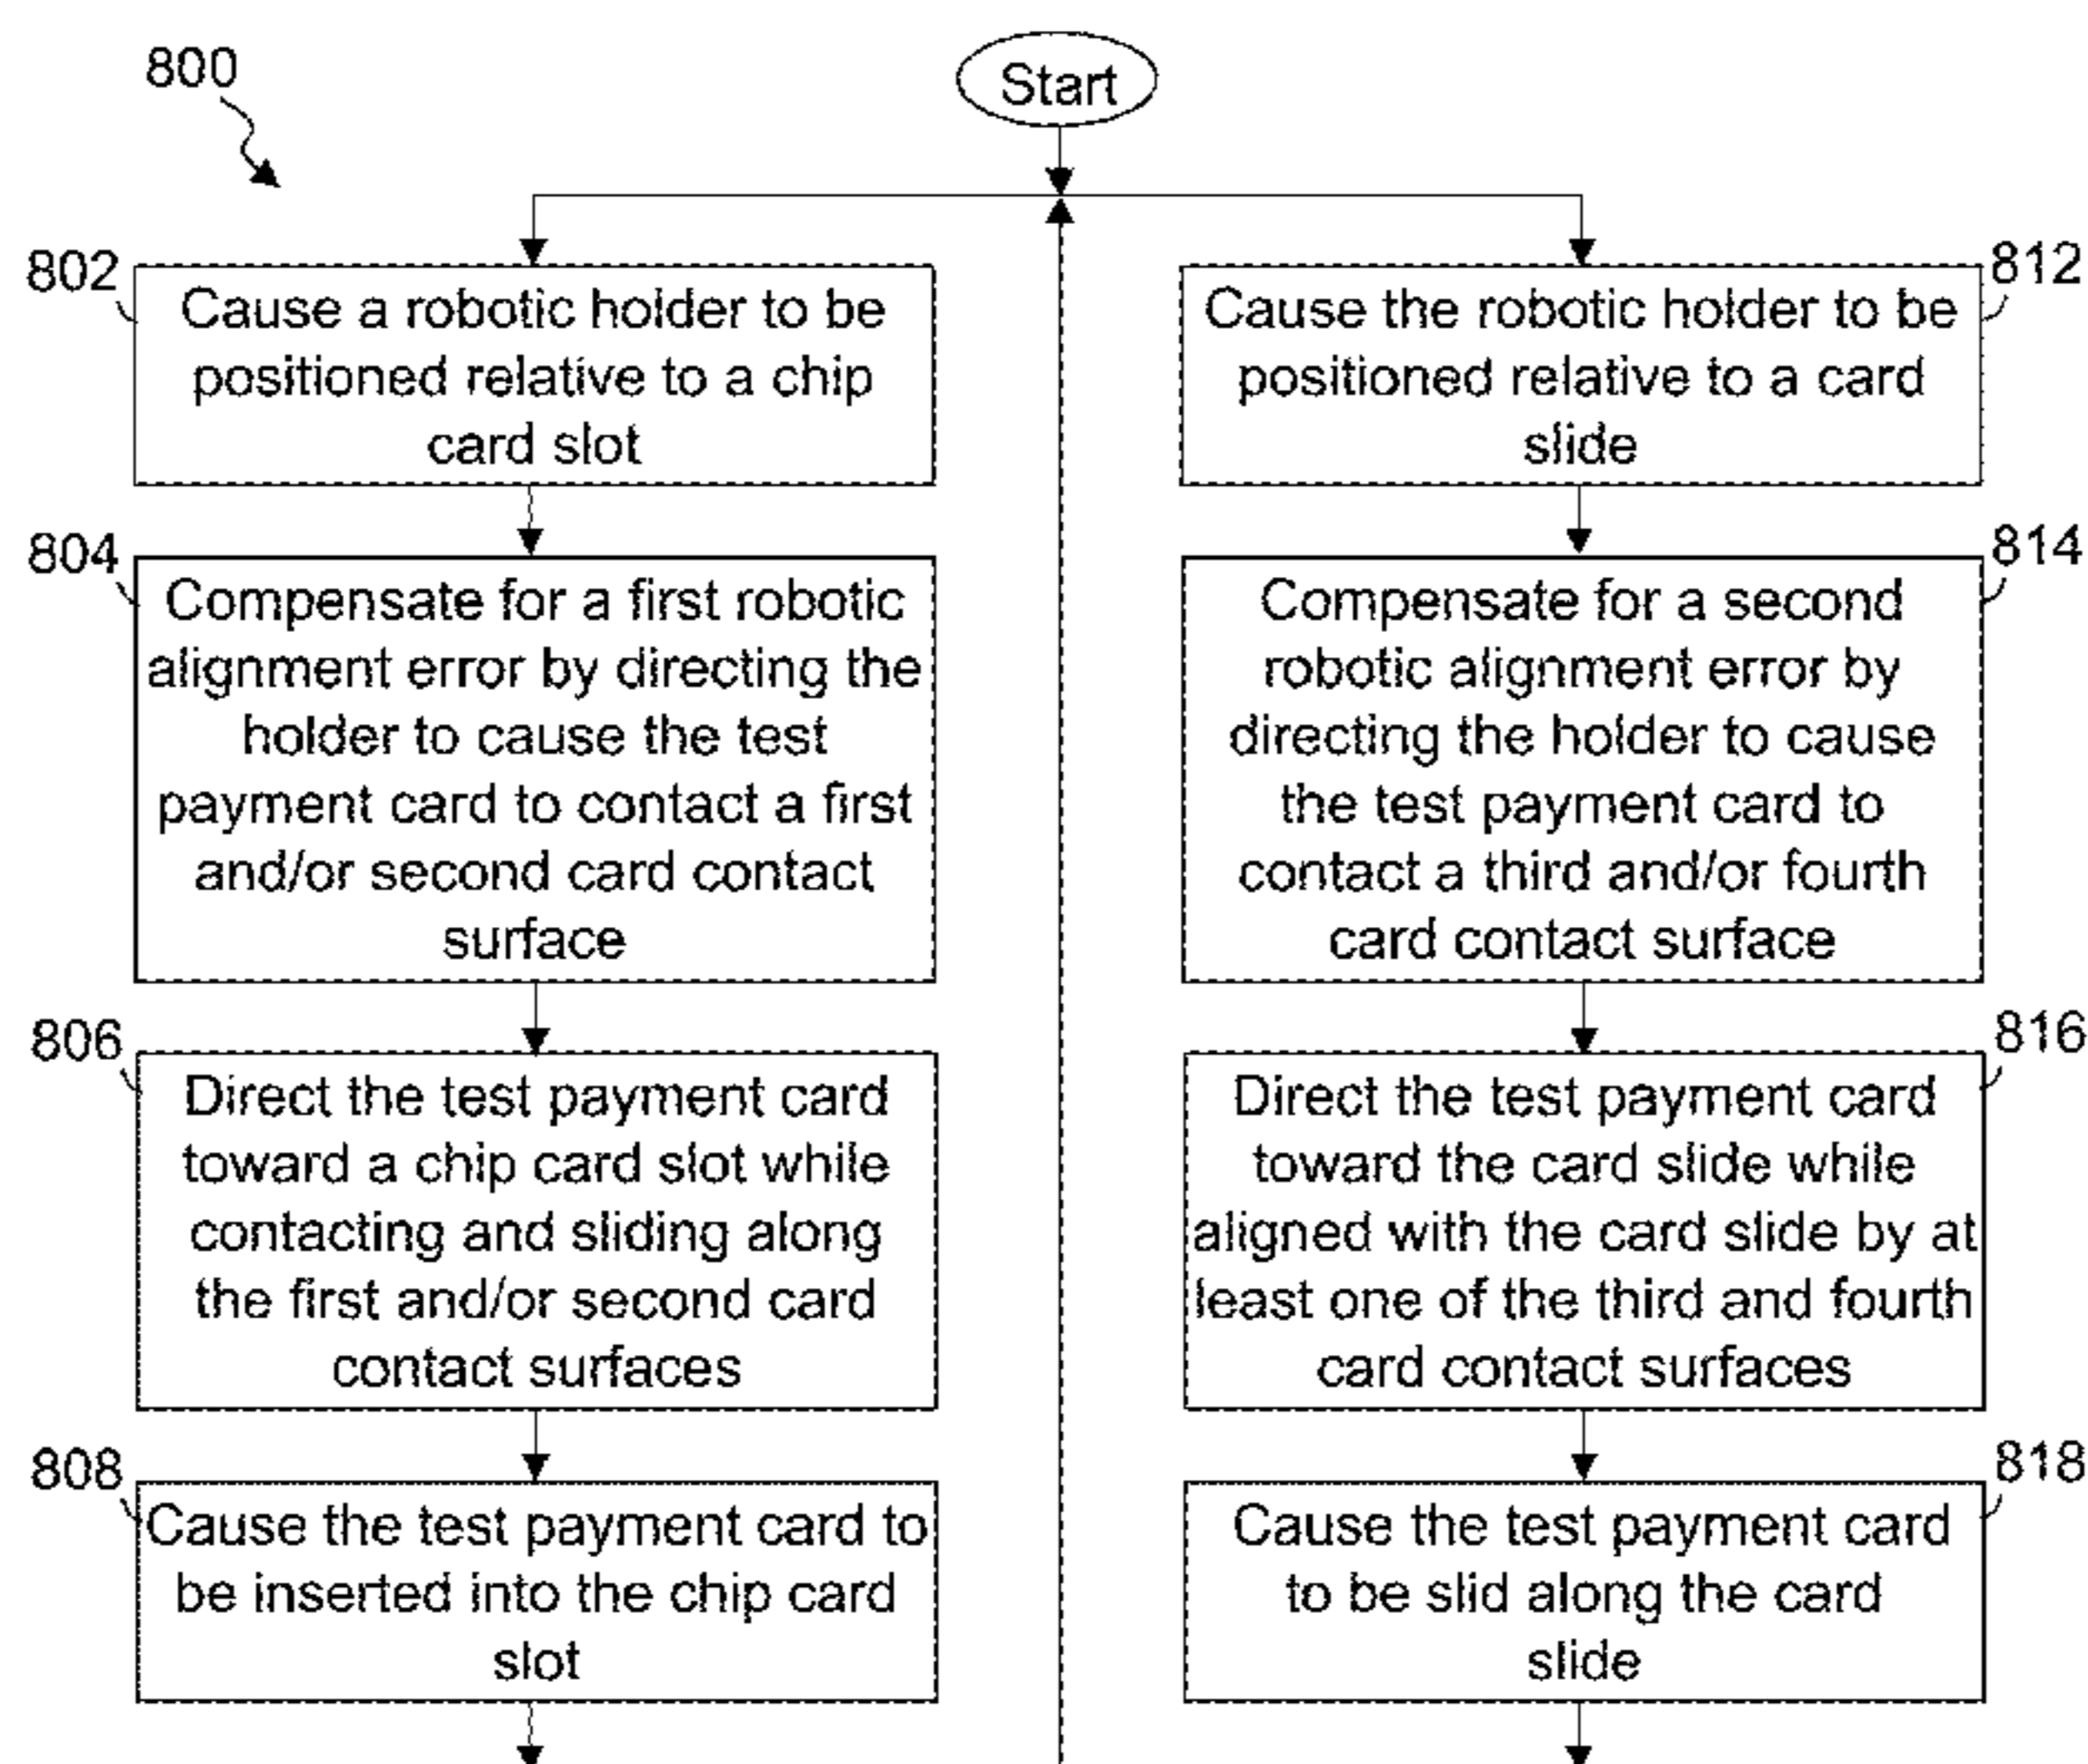 800
Start
802
Cause a robotic holder to be
positioned relative to a chip
card slot
804
Compensate for a first robotic
alignment error by directing the
holder to cause the test
payment card to contact a first
and/or second card contact
surface
806
Direct the test payment card
toward a chip card slot while
contacting and sliding along
the first and/or second card
contact surfaces
808
Cause the test payment card to
be inserted into the chip card
slot
812
Cause the robotic holder to be
positioned relative to a card
slide
814
Compensate for a second
robotic alignment error by
directing the holder to cause
the test payment card to
contact a third and/or fourth
card contact surface
816
Direct the test payment card
toward the card slide while
aligned with the card slide by at
least one of the third and fourth
card contact surfaces
818
Cause the test payment card
to be slid along the card
slide